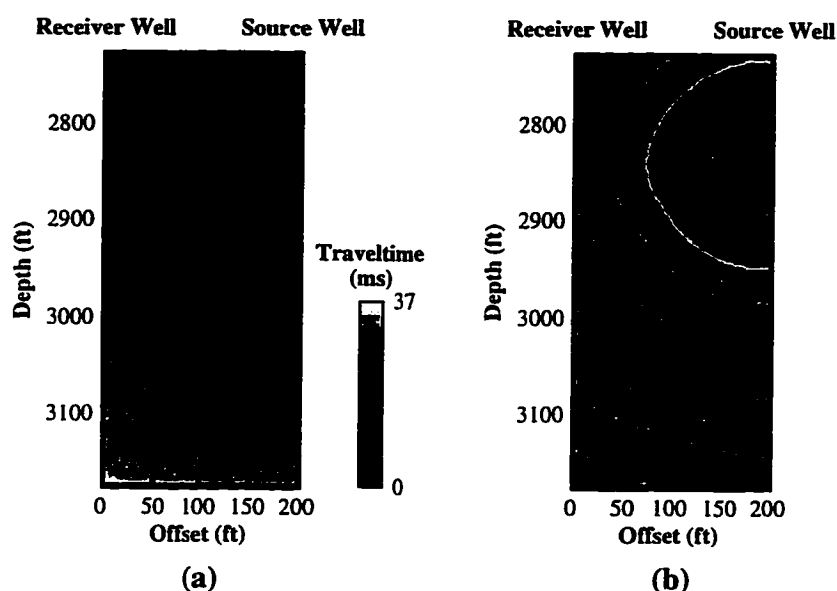 Receiver Well Source Well
Depth (ft)
2800
2900
3000
3100
0 50 100 150 200
Offset (ft)
(a)
Traveltime
(ms)
37
0
Receiver Well Source Well
Depth (ft)
2800
2900
3000
3100
0 50 100 150 200
Offset (ft)
(b)